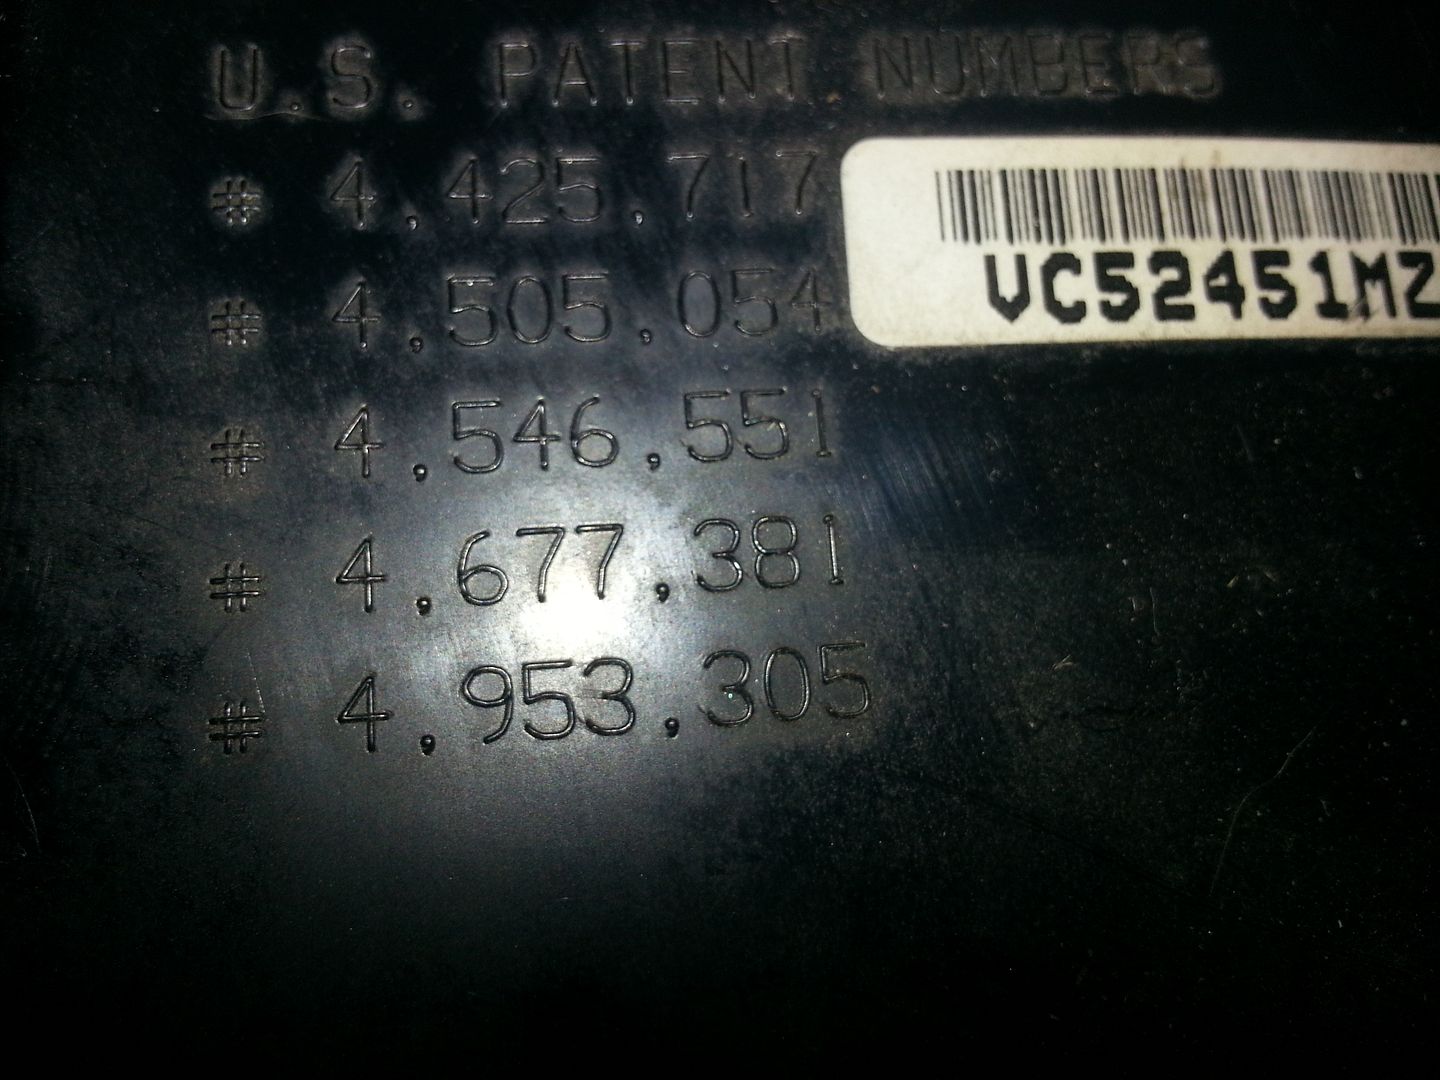 U.S. PATENT NUMBERS
# 4,425,717
# 4,505,054
# 4,546,551
# 4,677,381
# 4,953,305
VC52451MZ